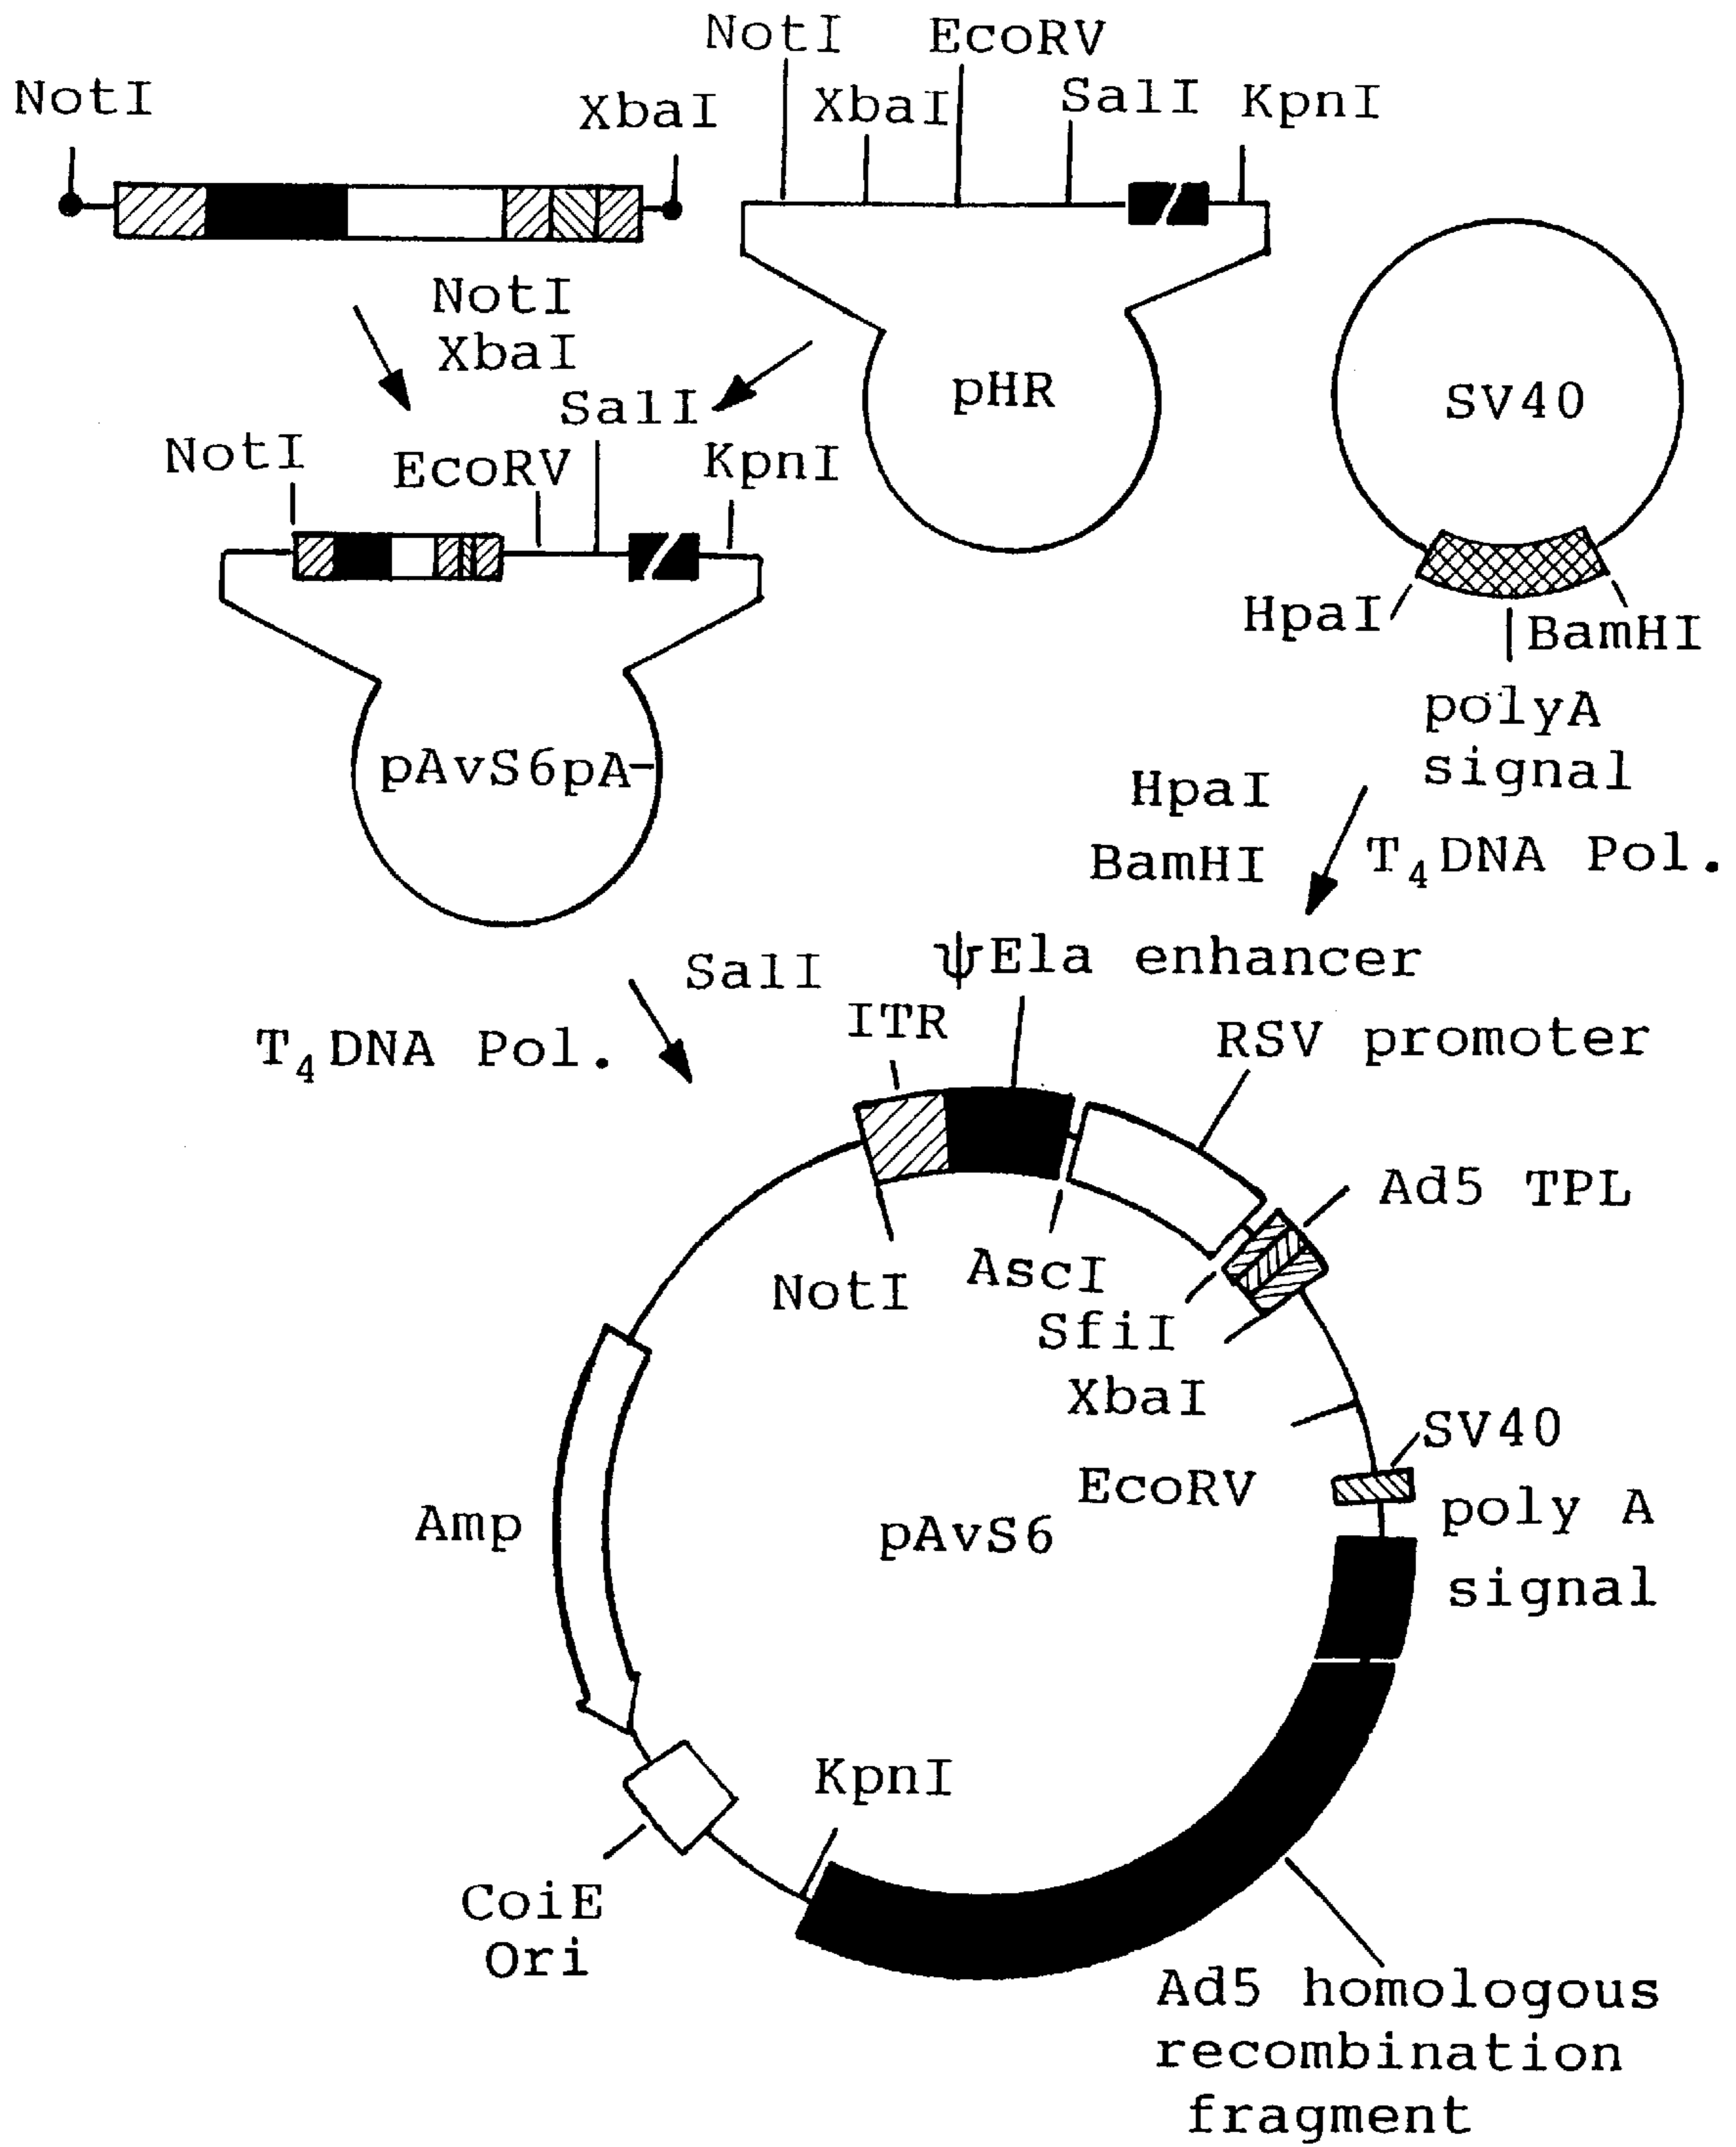 NotI
XbaI
NotI
EcoRV
XbaI
SalI
KpnI
NotI
XbaI
pHR
SV40
HpaI
BamHI
polyA
signal
NotI
EcoRV
SalI
KpnI
pAvS6pA-
HpaI
BamHI
T4DNA Pol.
SalI
T4DNA Pol.
ITR
ψEla enhancer
RSV promoter
Ad5 TPL
NotI
AscI
SfiI
XbaI
EcoRV
SV40
poly A
signal
Amp
pAvS6
KpnI
CoiE
Ori
Ad5 homologous
recombination
fragment